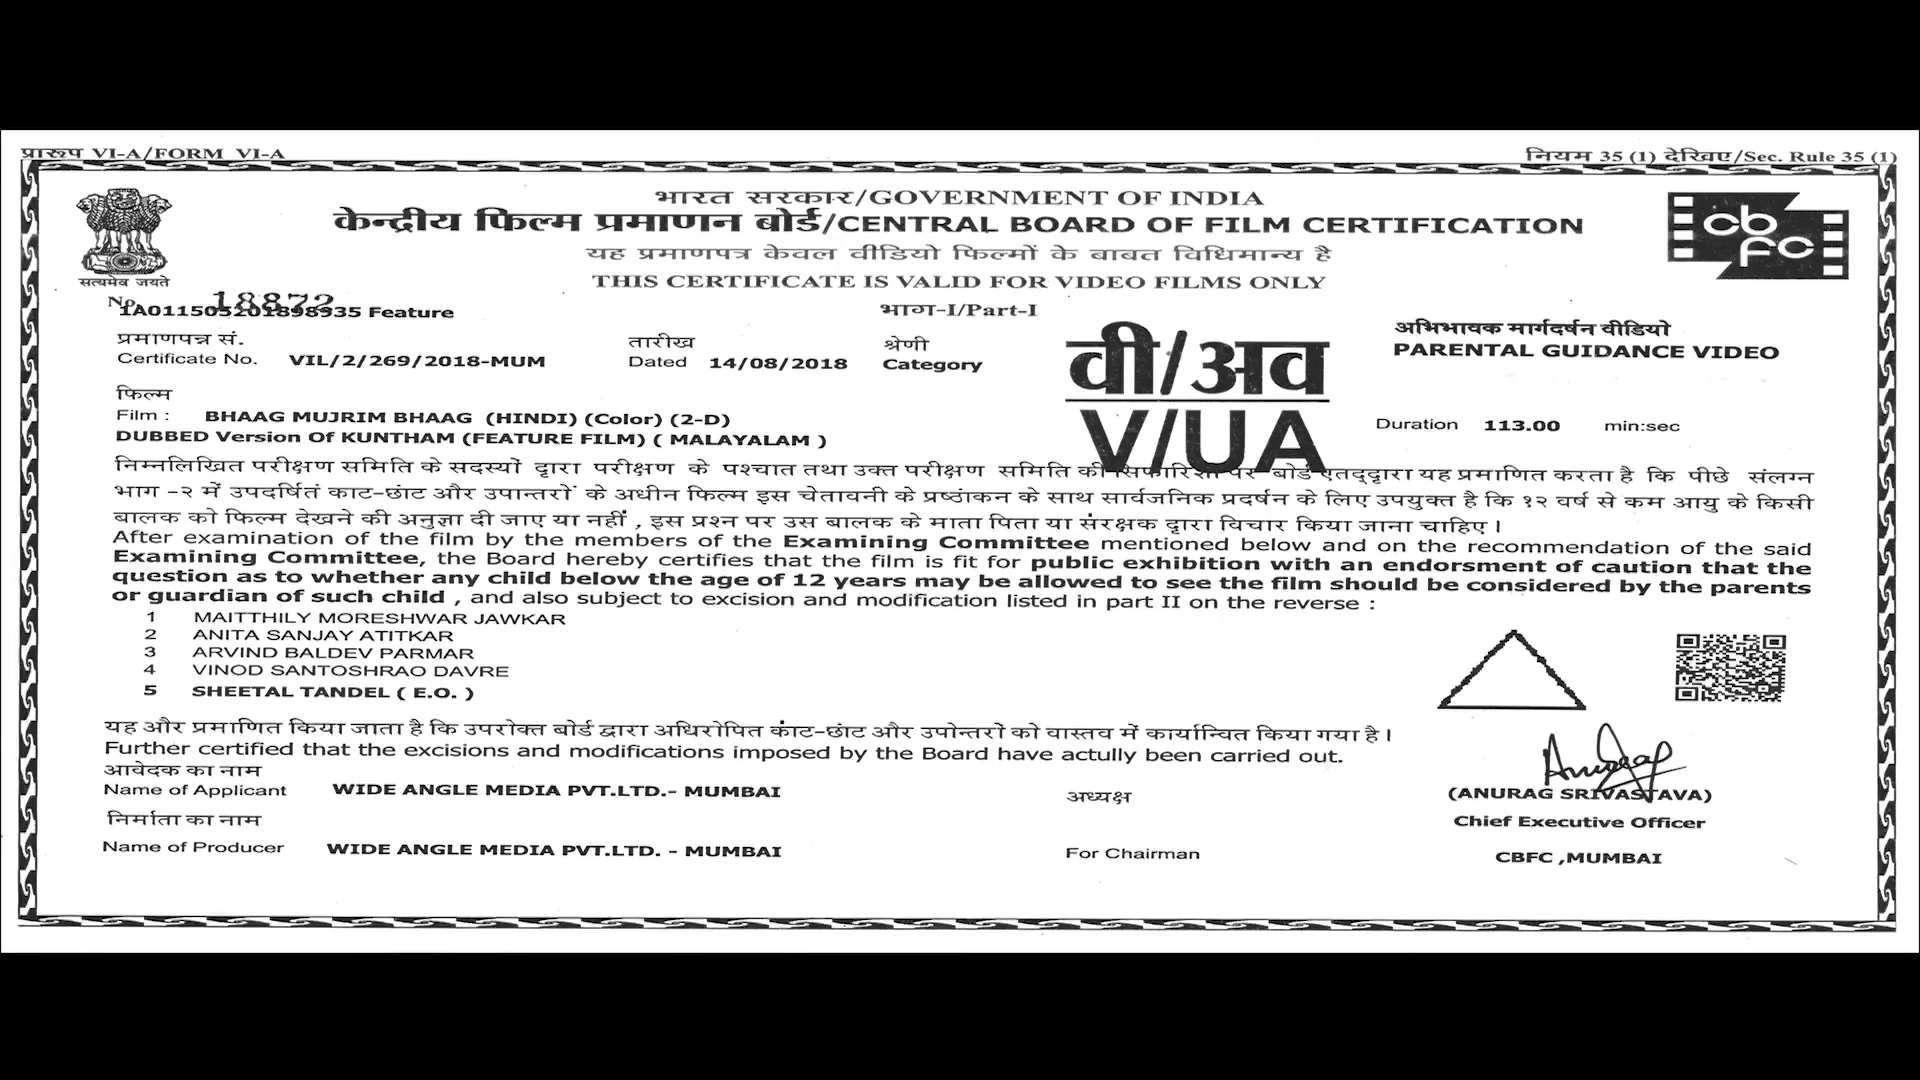 प्रारूप VI-A/FORM VI-A
नियम 35 (1) देखिए/Sec. Rule 35 (1)
भारत सरकार/GOVERNMENT OF INDIA
केन्द्रीय फिल्म प्रमाणन बोर्ड/CENTRAL BOARD OF FILM CERTIFICATION
cb
fc
यह प्रमाणपत्र केवल वीडियो फिल्मों के बाबत विधिमान्य है
THIS CERTIFICATE IS VALID FOR VIDEO FILMS ONLY
सत्यमेव जयते
No. 18872
Feature
भाग-I/Part-I
प्रमाणपत्र सं.
Certificate No. VIL/2/269/2018-MUM
तारीख
Dated 14/08/2018
श्रेणी
Category
वी/अव
V/UA
अभिभावक मार्गदर्षन वीडियो
PARENTAL GUIDANCE VIDEO
फिल्म
Film : BHAAG MUJRIM BHAAG (HINDI) (Color) (2-D)
Duration 113.00 min:sec
DUBBED Version Of KUNTHAM (FEATURE FILM) ( MALAYALAM )
निम्नलिखित परीक्षण समिति के सदस्यों द्वारा परीक्षण के पश्चात तथा उक्त परीक्षण समिति की सिफारिशों पर बोर्ड एतद्द्वारा यह प्रमाणित करता है कि पीछे संलग्न
भाग -२ में उपदर्षितं काट-छांट और उपान्तरों के अधीन फिल्म इस चेतावनी के प्रष्ठांकन के साथ सार्वजनिक प्रदर्षन के लिए उपयुक्त है कि १२ वर्ष से कम आयु के किसी
बालक को फिल्म देखने की अनुज्ञा दी जाए या नहीं , इस प्रश्न पर उस बालक के माता पिता या संरक्षक द्वारा विचार किया जाना चाहिए ।
After examination of the film by the members of the Examining Committee mentioned below and on the recommendation of the said
Examining Committee, the Board hereby certifies that the film is fit for public exhibition with an endorsment of caution that the
question as to whether any child below the age of 12 years may be allowed to see the film should be considered by the parents
or guardian of such child , and also subject to excision and modification listed in part II on the reverse :
1 MAITTHILY MORESHWAR JAWKAR
2 ANITA SANJAY ATITKAR
3 ARVIND BALDEV PARMAR
4 VINOD SANTOSHRAO DAVRE
5 SHEETAL TANDEL ( E.O. )
यह और प्रमाणित किया जाता है कि उपरोक्त बोर्ड द्वारा अधिरोपित कांट-छांट और उपोन्तरों को वास्तव में कार्यान्वित किया गया है ।
Further certified that the excisions and modifications imposed by the Board have actully been carried out.
आवेदक का नाम
Name of Applicant WIDE ANGLE MEDIA PVT.LTD.- MUMBAI
अध्यक्ष
(ANURAG SRIVASTAVA)
निर्माता का नाम
Chief Executive Officer
Name of Producer WIDE ANGLE MEDIA PVT.LTD. - MUMBAI
For Chairman
CBFC ,MUMBAI